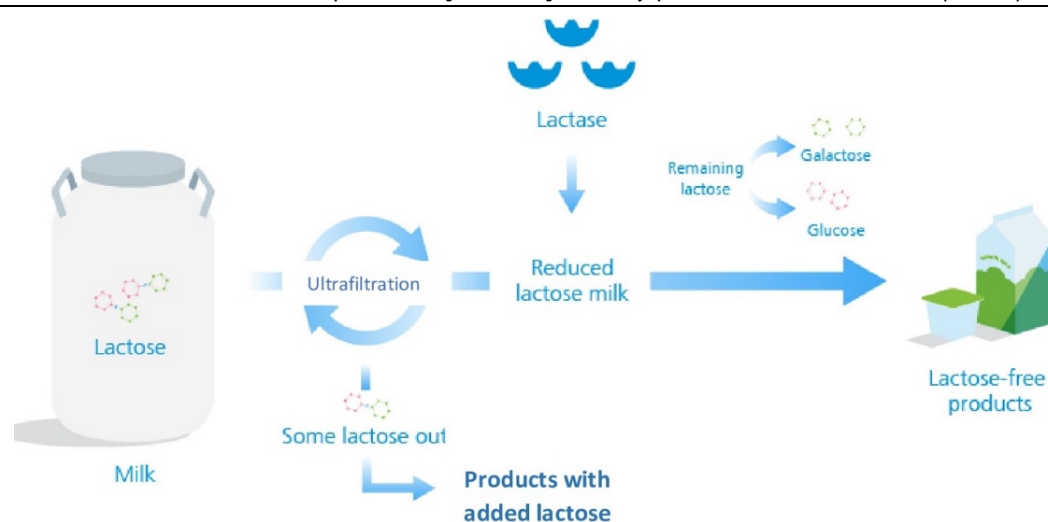 Lactase
Remaining
lactose
Galactose
Glucose
Ultrafiltration
Reduced
lactose milk
Lactose
Some lactose out
Products with
added lactose
Milk
Lactose-free
products